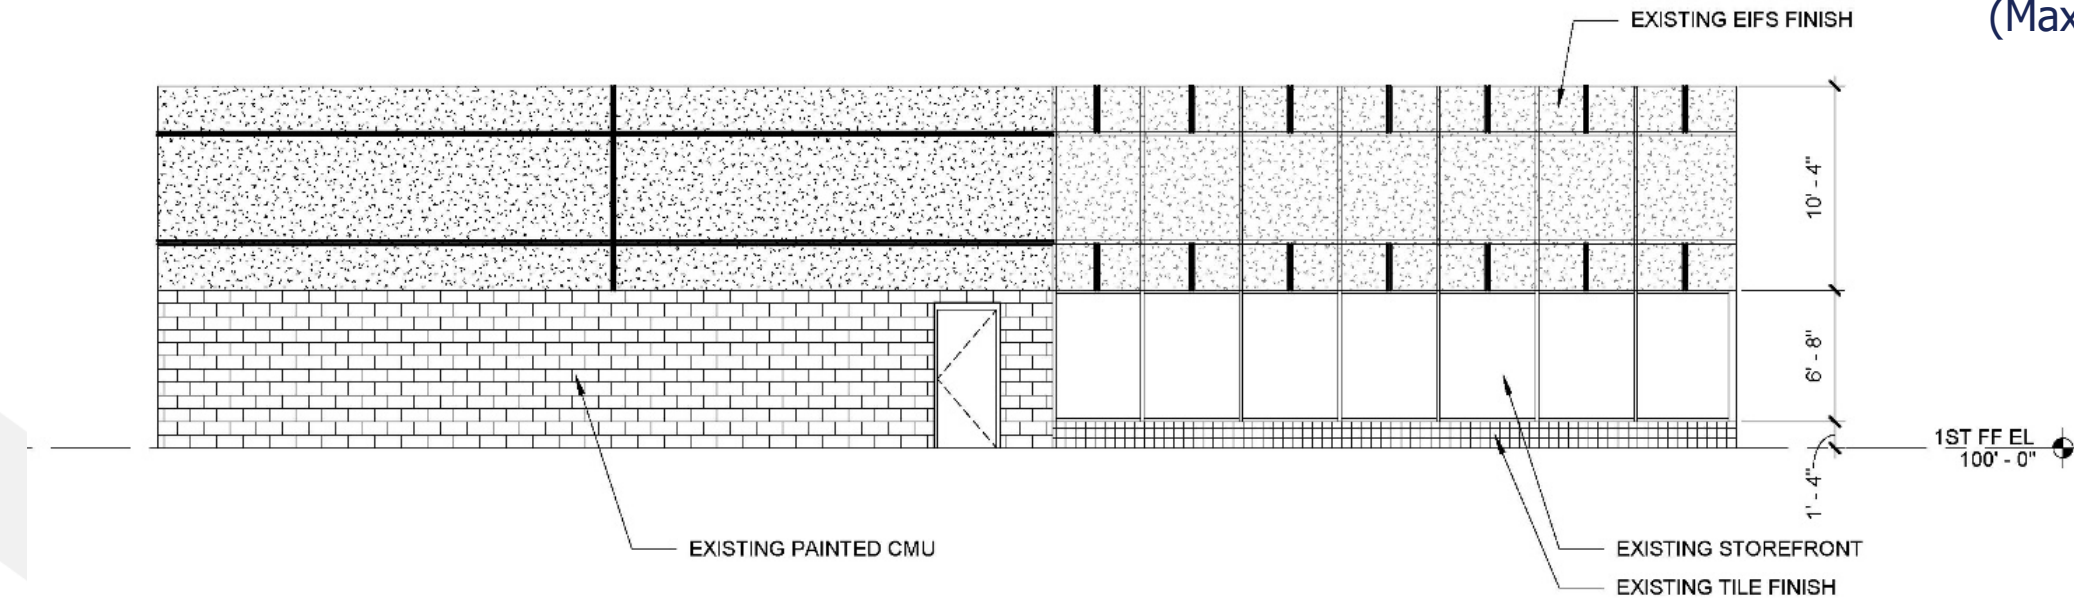 EXISTING EIFS FINISH
(Max
10' - 4"
6' - 8"
1ST FF EL
100' - 0"
1' - 4"
EXISTING PAINTED CMU
EXISTING STOREFRONT
EXISTING TILE FINISH